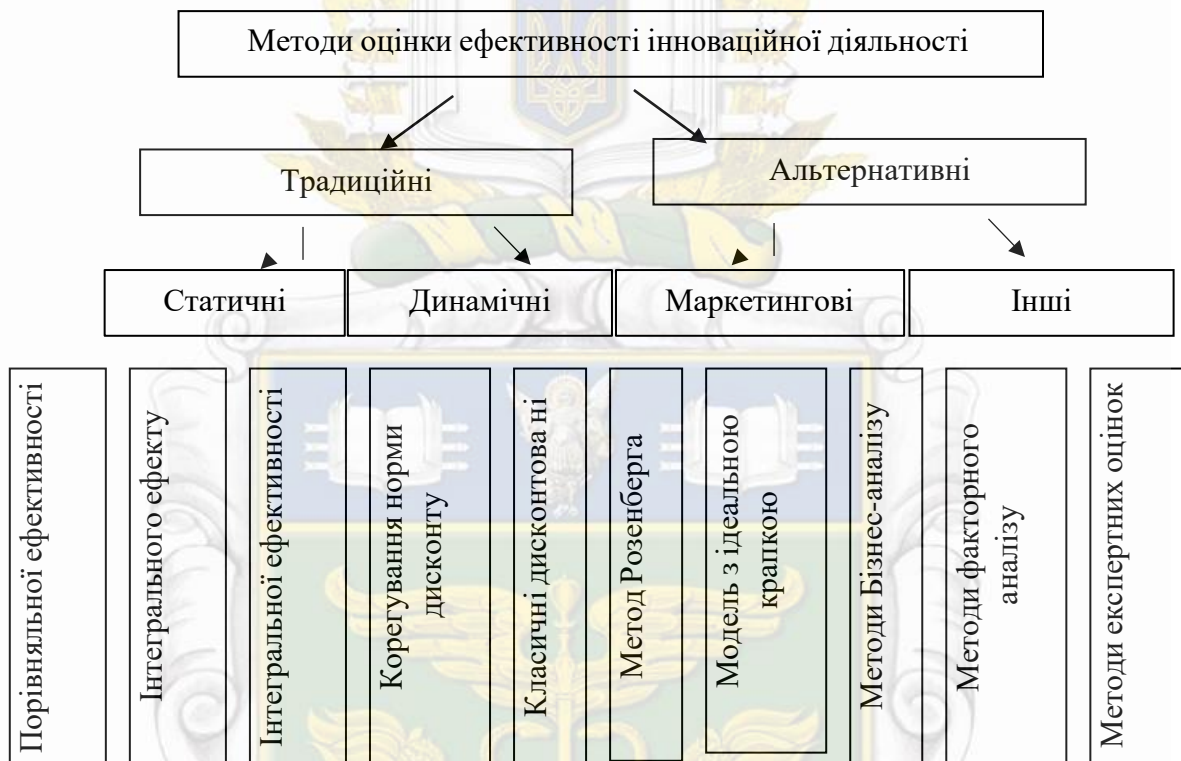 Методи оцінки ефективності інноваційної діяльності
Традиційні
Альтернативні
Статичні
Динамічні
Маркетингові
Інші
Порівняльної ефективності
Інтегрального ефекту
Інтегральної ефективності
Корегування норми
дисконту
Класичні дисконтова ні
Метод Розенберга
Модель з ідеальною
крапкою
Методи Бізнес-аналізу
Методи факторного
аналізу
Методи експертних оцінок